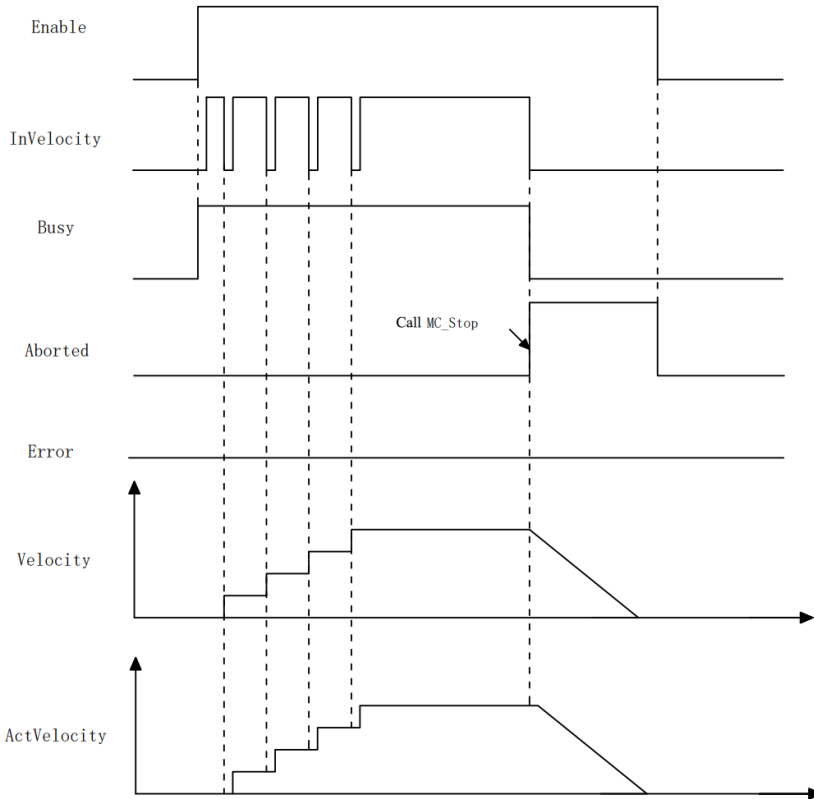 Enable
InVelocity
Busy
Call MC_Stop
Aborted
Error
Velocity
ActVelocity